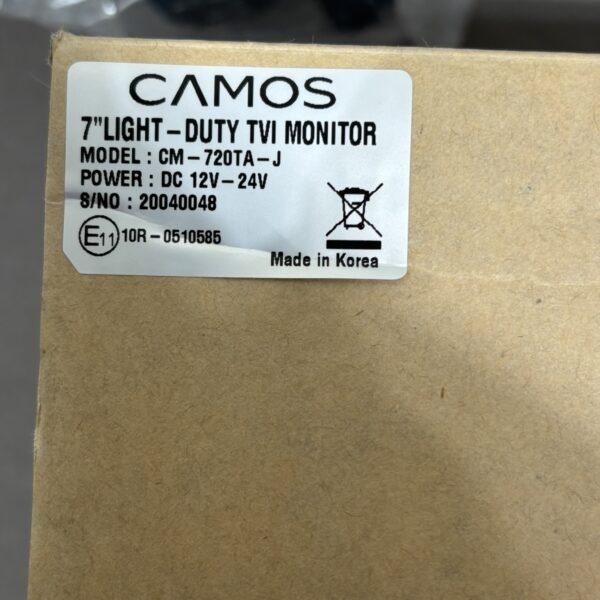 CAMOS
7"LIGHT-DUTY TVI MONITOR
MODEL : CM-720TA-J
POWER : DC 12V-24V
S/NO : 20040048
E11 10R-0510585
Made in Korea